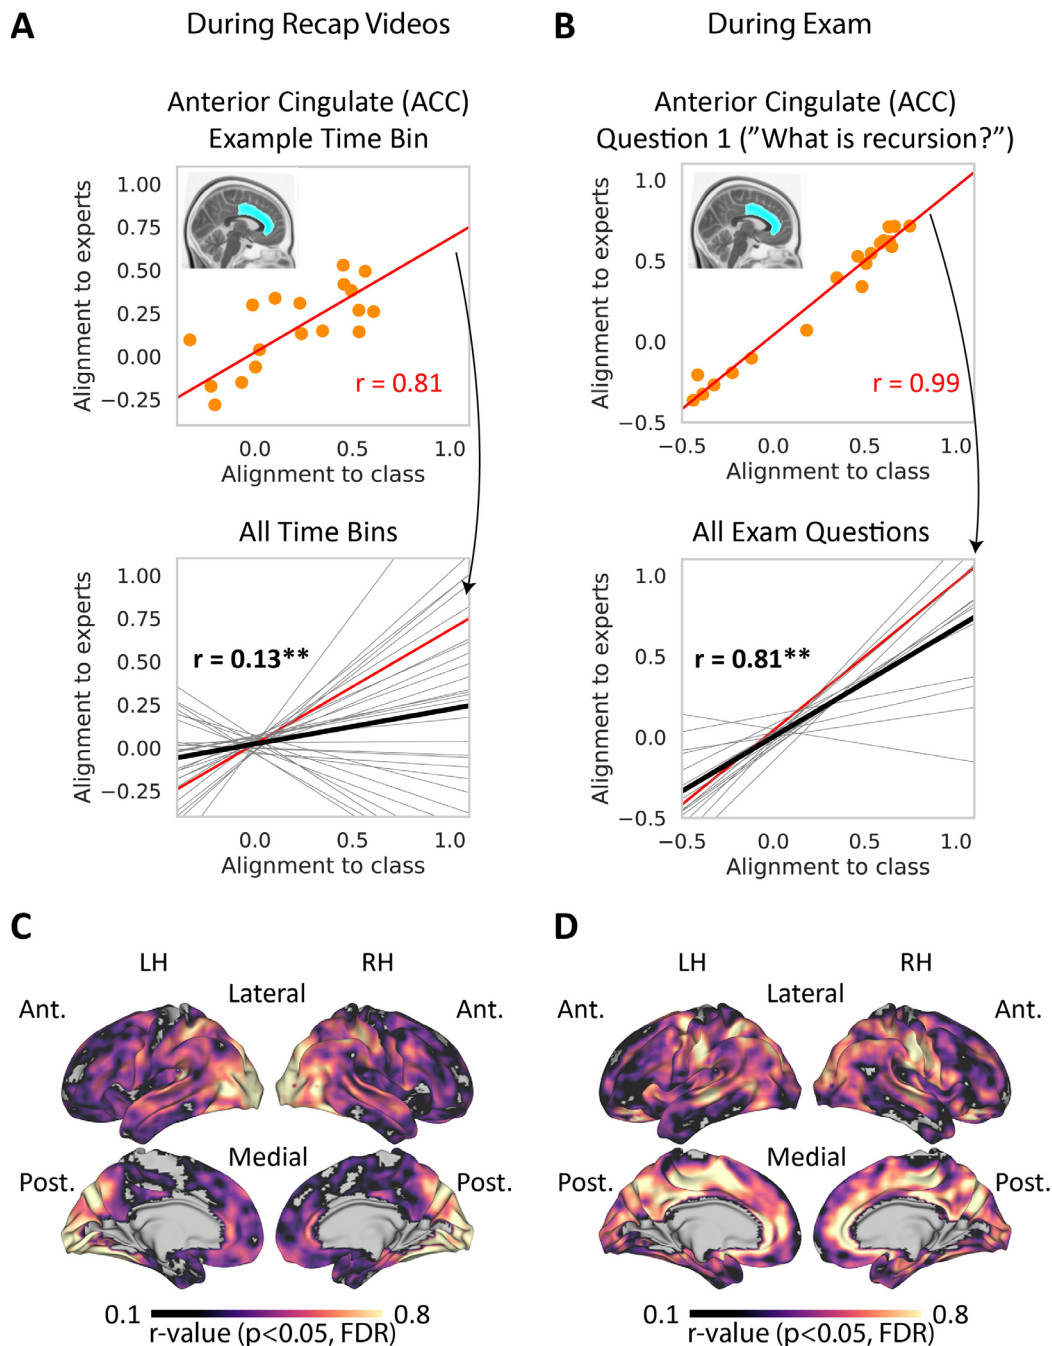 A
During Recap Videos
Anterior Cingulate (ACC)
Example Time Bin
Alignment to experts
1.00
0.75
0.50
0.25
0.00
−0.25
r = 0.81
0.0
0.5
1.0
Alignment to class
All Time Bins
Alignment to experts
1.00
0.75
0.50
0.25
0.00
−0.25
r = 0.13**
0.0
0.5
1.0
Alignment to class
B
During Exam
Anterior Cingulate (ACC)
Question 1 (”What is recursion?”)
Alignment to experts
1.0
0.5
0.0
−0.5
r = 0.99
−0.5
0.0
0.5
1.0
Alignment to class
All Exam Questions
Alignment to experts
1.0
0.5
0.0
−0.5
r = 0.81**
−0.5
0.0
0.5
1.0
Alignment to class
C
LH
RH
Lateral
Ant.
Ant.
Medial
Post.
Post.
0.1
0.8
r-value (p<0.05, FDR)
D
LH
RH
Lateral
Ant.
Ant.
Medial
Post.
Post.
0.1
0.8
r-value (p<0.05, FDR)